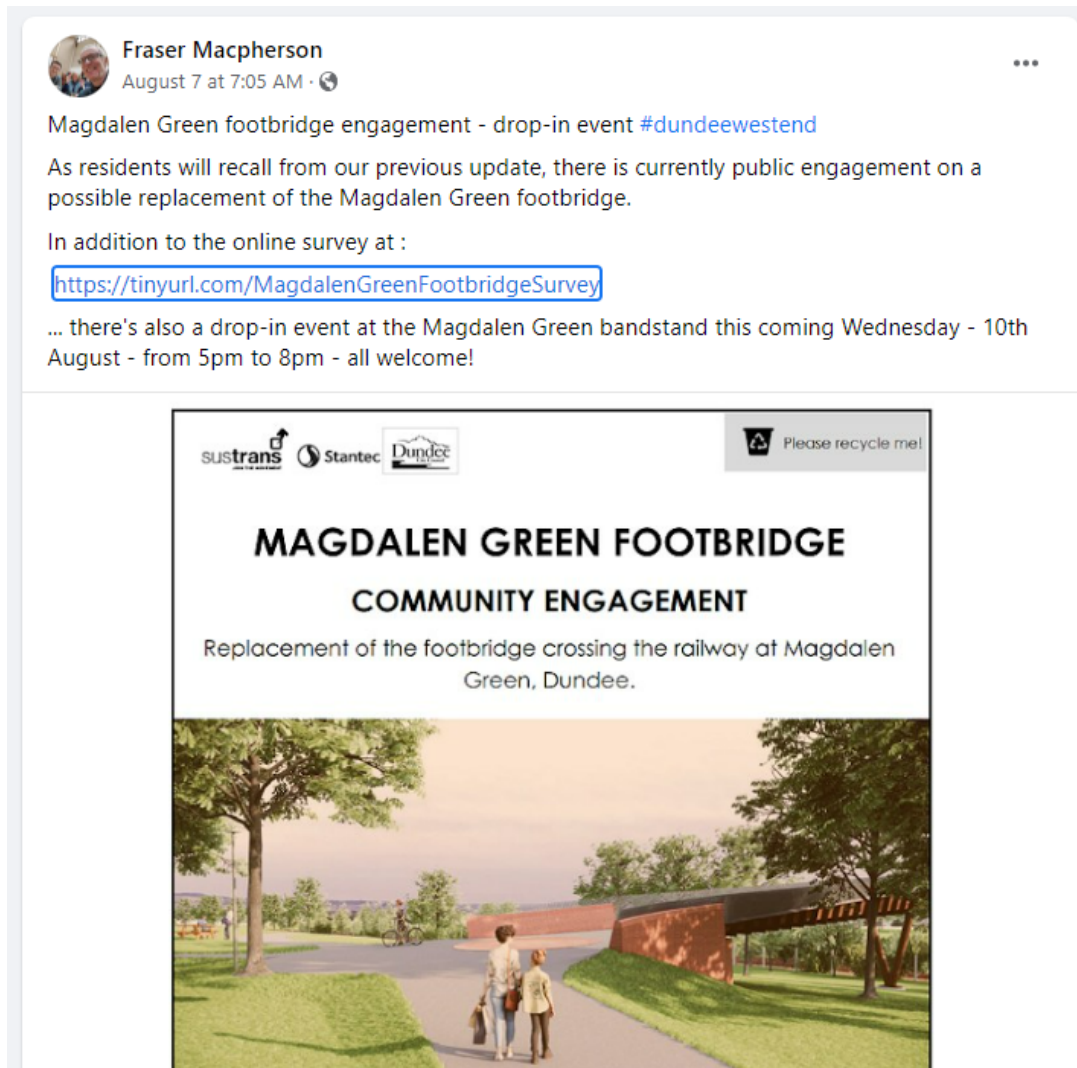 Fraser Macpherson
August 7 at 7:05 AM ·
Magdalen Green footbridge engagement - drop-in event #dundeewestend
As residents will recall from our previous update, there is currently public engagement on a
possible replacement of the Magdalen Green footbridge.
In addition to the online survey at :
https://tinyurl.com/MagdalenGreenFootbridgeSurvey
... there's also a drop-in event at the Magdalen Green bandstand this coming Wednesday - 10th
August - from 5pm to 8pm - all welcome!
sustrans
JOIN THE MOVEMENT
Stantec
Dundee
Please recycle me!
MAGDALEN GREEN FOOTBRIDGE
COMMUNITY ENGAGEMENT
Replacement of the footbridge crossing the railway at Magdalen
Green, Dundee.